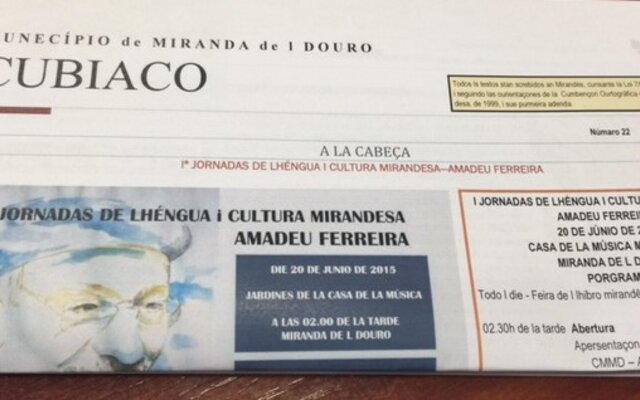 UNECÍPIO de MIRANDA de l DOURO
CUBIACO
Todo ls testos stan screbidos an Mirandés, cunsante la Lei
i seguindo las ourientaçones de la Cumbençon Ourtográfica
desa, de 1999, i sue purmeira adenda.
Númaro 22
A LA CABEÇA
Iª JORNADAS DE LHÉNGUA I CULTURA MIRANDESA–AMADEU FERREIRA
JORNADAS DE LHÉNGUA i CULTURA MIRANDESA
AMADEU FERREIRA
DIE 20 DE JUNIO DE 2015
JARDINES DE LA CASA DE LA MÚSICA
A LAS 02.00 DE LA TARDE
MIRANDA DE L DOURO
I JORNADAS DE LHÉNGUA I CULTU
AMADEU FERREI
20 DE JÚNIO DE 2
CASA DE LA MÚSICA M
MIRANDA DE L D
PORGRAM
Todo l die - Feira de l lhibro mirandé
02.30h de la tarde Abertura
Apersentaçon
CMMD – A